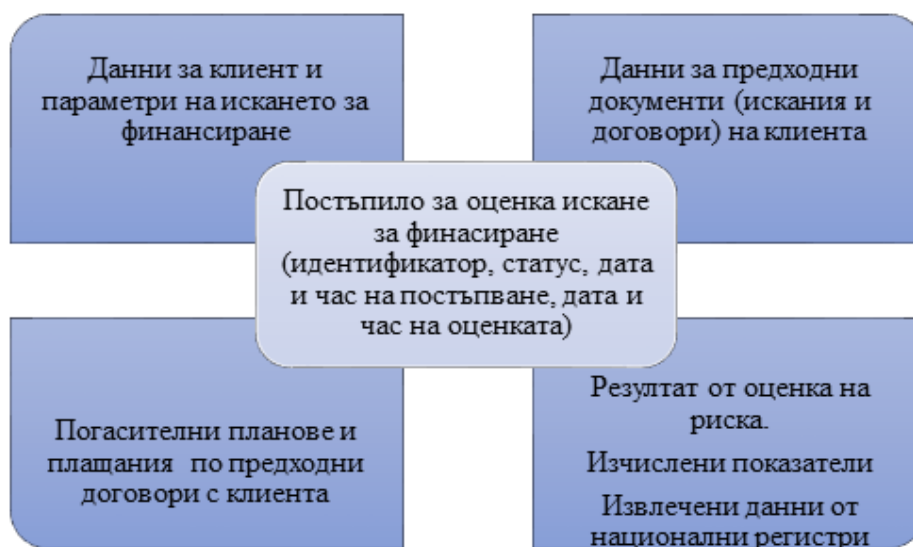 Данни за клиент и
параметри на искането за
финансиране
Данни за предходни
документи (искания и
договори) на клиента
Постъпило за оценка искане
за финасиране
(идентификатор, статус, дата
и час на постъпване, дата и
час на оценката)
Погасителни планове и
плащания по предходни
договори с клиента
Резултат от оценка на
риска.
Изчислени показатели
Извлечени данни от
национални регистри